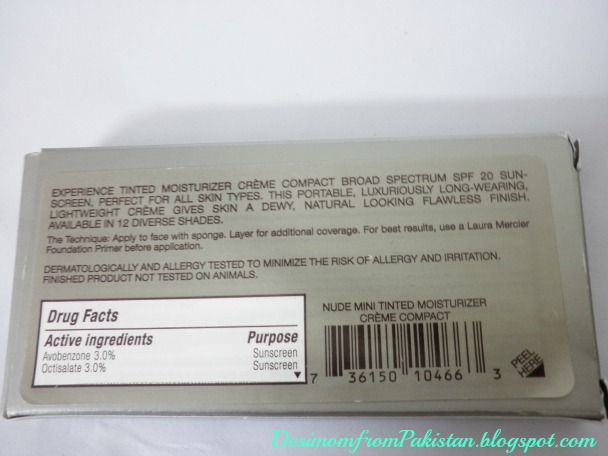 EXPERIENCE TINTED MOISTURIZER CRÈME COMPACT BROAD SPECTRUM SPF 20 SUN-
SCREEN, PERFECT FOR ALL SKIN TYPES. THIS PORTABLE, LUXURIOUSLY LONG-WEARING,
LIGHTWEIGHT CRÈME GIVES SKIN A DEWY, NATURAL LOOKING FLAWLESS FINISH.
AVAILABLE IN 12 DIVERSE SHADES.
The Technique: Apply to face with sponge. Layer for additional coverage. For best results, use a Laura Mercier
Foundation Primer before application.
DERMATOLOGICALLY AND ALLERGY TESTED TO MINIMIZE THE RISK OF ALLERGY AND IRRITATION.
FINISHED PRODUCT NOT TESTED ON ANIMALS.
Drug Facts
Active ingredients Purpose
Avobenzone 3.0% Sunscreen
Octisalate 3.0% Sunscreen
NUDE MINI TINTED MOISTURIZER
CRÈME COMPACT
7 36150 10466 3
PEEL
HERE
DesimomfromPakistan.blogspot.com